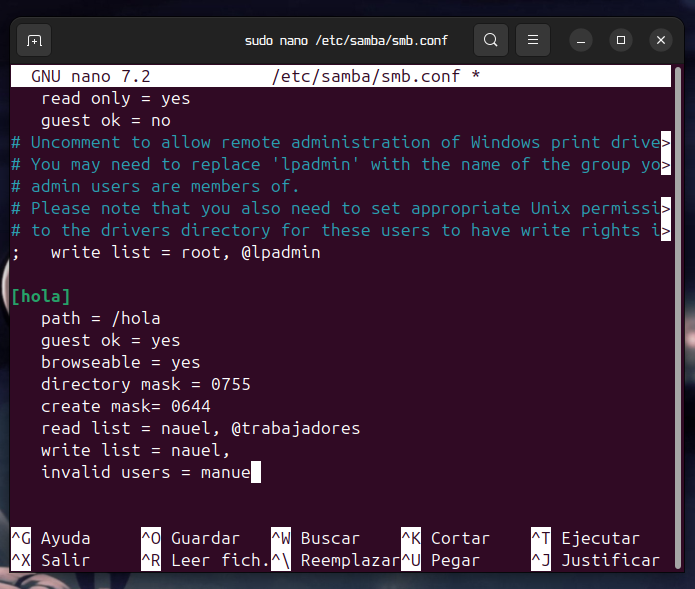 sudo nano /etc/samba/smb.conf
GNU nano 7.2 /etc/samba/smb.conf *
read only = yes
guest ok = no
# Uncomment to allow remote administration of Windows print drive>
# You may need to replace 'lpadmin' with the name of the group yo>
# admin users are members of.
# Please note that you also need to set appropriate Unix permissi>
# to the drivers directory for these users to have write rights i>
;   write list = root, @lpadmin
[hola]
path = /hola
guest ok = yes
browseable = yes
directory mask = 0755
create mask= 0644
read list = nauel, @trabajadores
write list = nauel,
invalid users = manue
^G Ayuda ^O Guardar ^W Buscar ^K Cortar ^T Ejecutar
^X Salir ^R Leer fich. ^\ Reemplazar ^U Pegar ^J Justificar